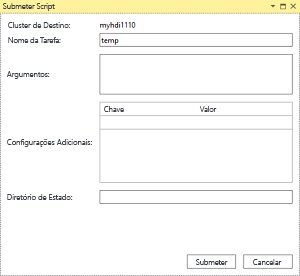 Submeter Script
Cluster de Destino: myhdi1110
Nome da Tarefa: temp
Argumentos:
Chave Valor
Configurações Adicionais:
Diretório de Estado:
Submeter Cancelar